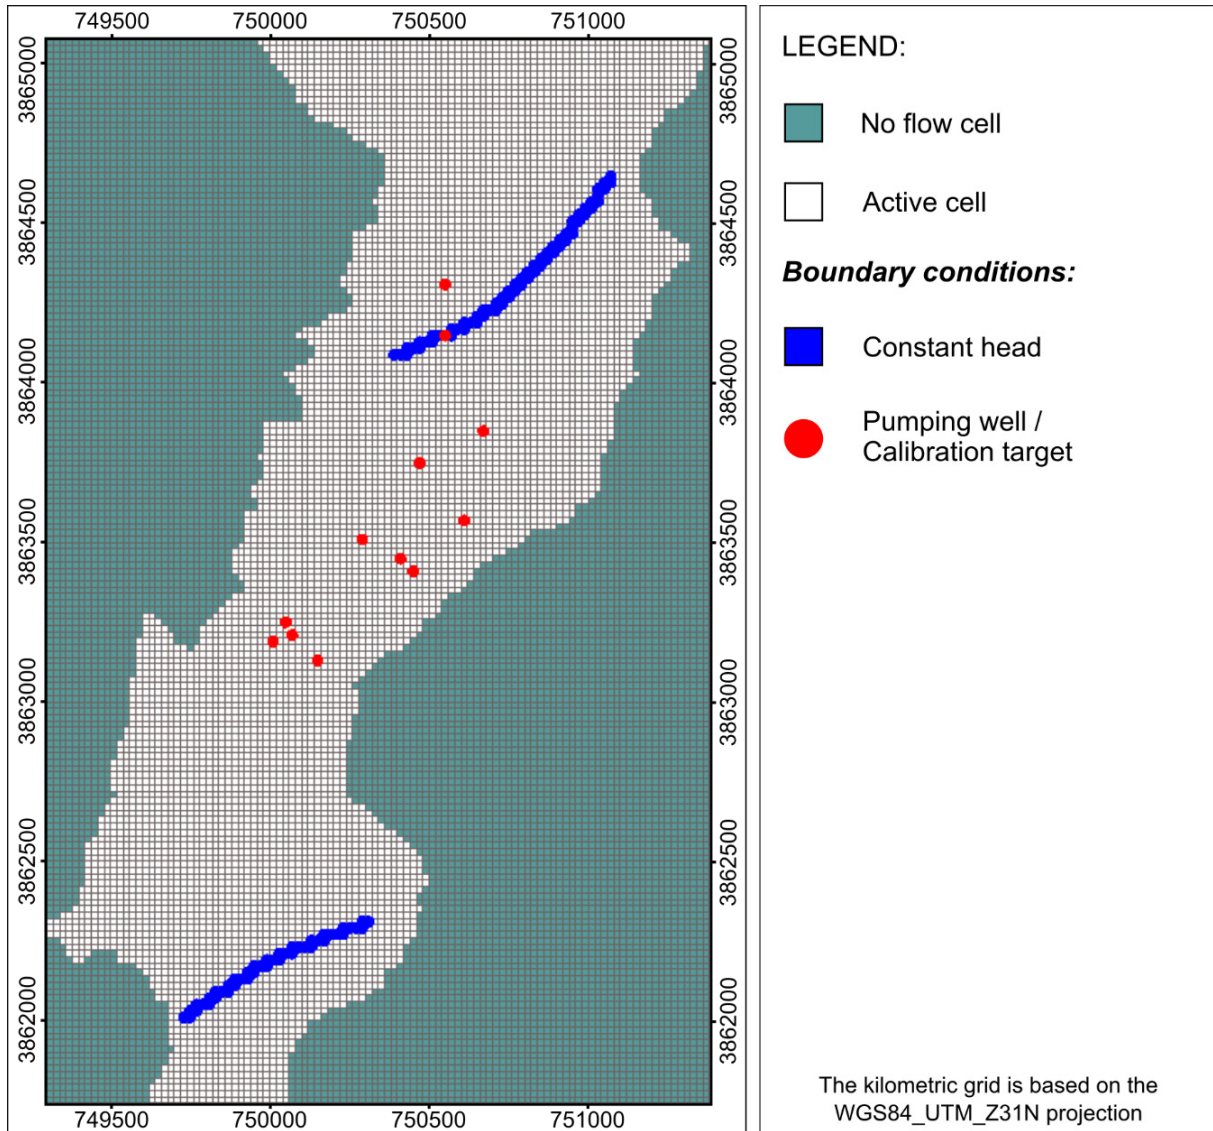 749500 750000 750500 751000
3865000 3865000
3864500 3864500
3864000 3864000
3863500 3863500
3863000 3863000
3862500 3862500
3862000 3862000
749500 750000 750500 751000
LEGEND:
No flow cell
Active cell
Boundary conditions:
Constant head
Pumping well /
Calibration target
The kilometric grid is based on the
WGS84_UTM_Z31N projection